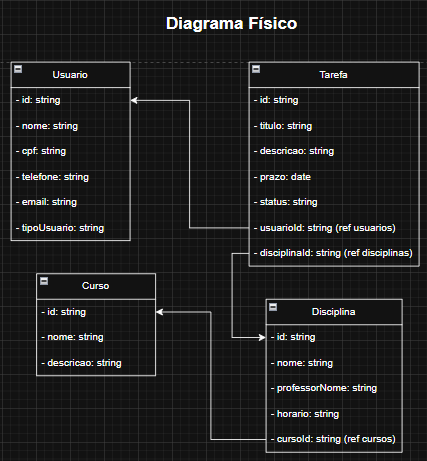 Diagrama Físico
Usuario
- id: string
- nome: string
- cpf: string
- telefone: string
- email: string
- tipoUsuario: string
Tarefa
- id: string
- titulo: string
- descricao: string
- prazo: date
- status: string
- usuarioId: string (ref usuarios)
- disciplinaId: string (ref disciplinas)
Curso
- id: string
- nome: string
- descricao: string
Disciplina
- id: string
- nome: string
- professorNome: string
- horario: string
- cursoId: string (ref cursos)